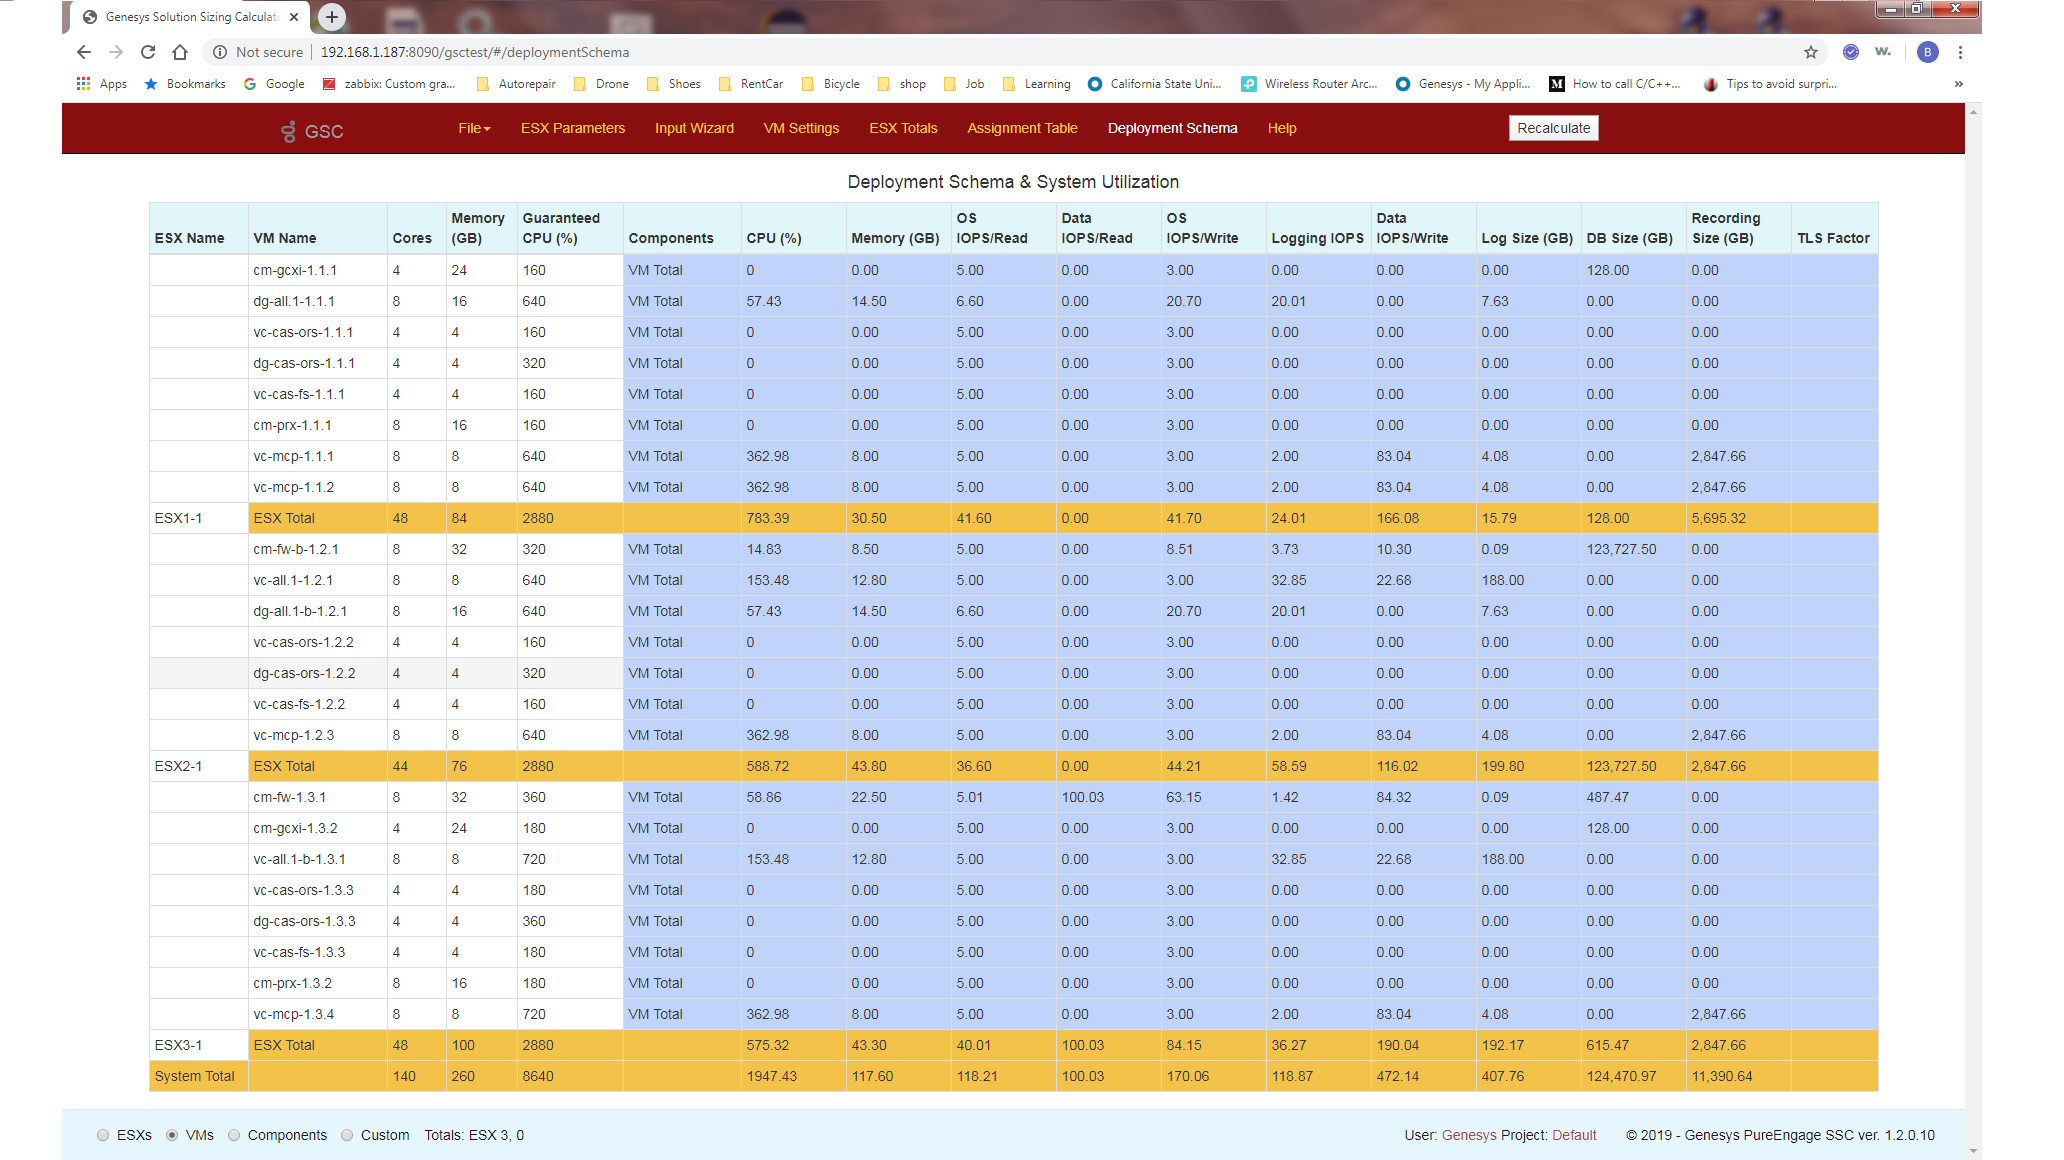 Genesys Solution Sizing Calculat
Not secure | 192.168.1.187:8090/gsctest/#/deploymentSchema
W.
B
Apps Bookmarks Google zabbix: Custom gra... Autorepair Drone Shoes RentCar Bicycle shop Job Learning California State Uni... Wireless Router Arc... Genesys - My Appli... How to call C/C++... Tips to avoid surpri... »
GSC File ESX Parameters Input Wizard VM Settings ESX Totals Assignment Table Deployment Schema Help Recalculate
Deployment Schema & System Utilization
ESX Name VM Name Cores Memory (GB) Guaranteed CPU (%) Components CPU (%) Memory (GB) OS IOPS/Read Data IOPS/Read OS IOPS/Write Logging IOPS Data IOPS/Write Log Size (GB) DB Size (GB) Recording Size (GB) TLS Factor
cm-gcxi-1.1.1 4 24 160 VM Total 0 0.00 5.00 0.00 3.00 0.00 0.00 0.00 128.00 0.00
dg-all.1-1.1.1 8 16 640 VM Total 57.43 14.50 6.60 0.00 20.70 20.01 0.00 7.63 0.00 0.00
vc-cas-ors-1.1.1 4 4 160 VM Total 0 0.00 5.00 0.00 3.00 0.00 0.00 0.00 0.00 0.00
dg-cas-ors-1.1.1 4 4 320 VM Total 0 0.00 5.00 0.00 3.00 0.00 0.00 0.00 0.00 0.00
vc-cas-fs-1.1.1 4 4 160 VM Total 0 0.00 5.00 0.00 3.00 0.00 0.00 0.00 0.00 0.00
cm-prx-1.1.1 8 16 160 VM Total 0 0.00 5.00 0.00 3.00 0.00 0.00 0.00 0.00 0.00
vc-mcp-1.1.1 8 8 640 VM Total 362.98 8.00 5.00 0.00 3.00 2.00 83.04 4.08 0.00 2,847.66
vc-mcp-1.1.2 8 8 640 VM Total 362.98 8.00 5.00 0.00 3.00 2.00 83.04 4.08 0.00 2,847.66
ESX1-1 ESX Total 48 84 2880 783.39 30.50 41.60 0.00 41.70 24.01 166.08 15.79 128.00 5,695.32
cm-fw-b-1.2.1 8 32 320 VM Total 14.83 8.50 5.00 0.00 8.51 3.73 10.30 0.09 123,727.50 0.00
vc-all.1-1.2.1 8 8 640 VM Total 153.48 12.80 5.00 0.00 3.00 32.85 22.68 188.00 0.00 0.00
dg-all.1-b-1.2.1 8 16 640 VM Total 57.43 14.50 6.60 0.00 20.70 20.01 0.00 7.63 0.00 0.00
vc-cas-ors-1.2.2 4 4 160 VM Total 0 0.00 5.00 0.00 3.00 0.00 0.00 0.00 0.00 0.00
dg-cas-ors-1.2.2 4 4 320 VM Total 0 0.00 5.00 0.00 3.00 0.00 0.00 0.00 0.00 0.00
vc-cas-fs-1.2.2 4 4 160 VM Total 0 0.00 5.00 0.00 3.00 0.00 0.00 0.00 0.00 0.00
vc-mcp-1.2.3 8 8 640 VM Total 362.98 8.00 5.00 0.00 3.00 2.00 83.04 4.08 0.00 2,847.66
ESX2-1 ESX Total 44 76 2880 588.72 43.80 36.60 0.00 44.21 58.59 116.02 199.80 123,727.50 2,847.66
cm-fw-1.3.1 8 32 360 VM Total 58.86 22.50 5.01 100.03 63.15 1.42 84.32 0.09 487.47 0.00
cm-gcxi-1.3.2 4 24 180 VM Total 0 0.00 5.00 0.00 3.00 0.00 0.00 0.00 128.00 0.00
vc-all.1-b-1.3.1 8 8 720 VM Total 153.48 12.80 5.00 0.00 3.00 32.85 22.68 188.00 0.00 0.00
vc-cas-ors-1.3.3 4 4 180 VM Total 0 0.00 5.00 0.00 3.00 0.00 0.00 0.00 0.00 0.00
dg-cas-ors-1.3.3 4 4 360 VM Total 0 0.00 5.00 0.00 3.00 0.00 0.00 0.00 0.00 0.00
vc-cas-fs-1.3.3 4 4 180 VM Total 0 0.00 5.00 0.00 3.00 0.00 0.00 0.00 0.00 0.00
cm-prx-1.3.2 8 16 180 VM Total 0 0.00 5.00 0.00 3.00 0.00 0.00 0.00 0.00 0.00
vc-mcp-1.3.4 8 8 720 VM Total 362.98 8.00 5.00 0.00 3.00 2.00 83.04 4.08 0.00 2,847.66
ESX3-1 ESX Total 48 100 2880 575.32 43.30 40.01 100.03 84.15 36.27 190.04 192.17 615.47 2,847.66
System Total 140 260 8640 1947.43 117.60 118.21 100.03 170.06 118.87 472.14 407.76 124,470.97 11,390.64
ESXs VMs Components Custom Totals: ESX 3, 0 User: Genesys Project: Default © 2019 - Genesys PureEngage SSC ver. 1.2.0.10